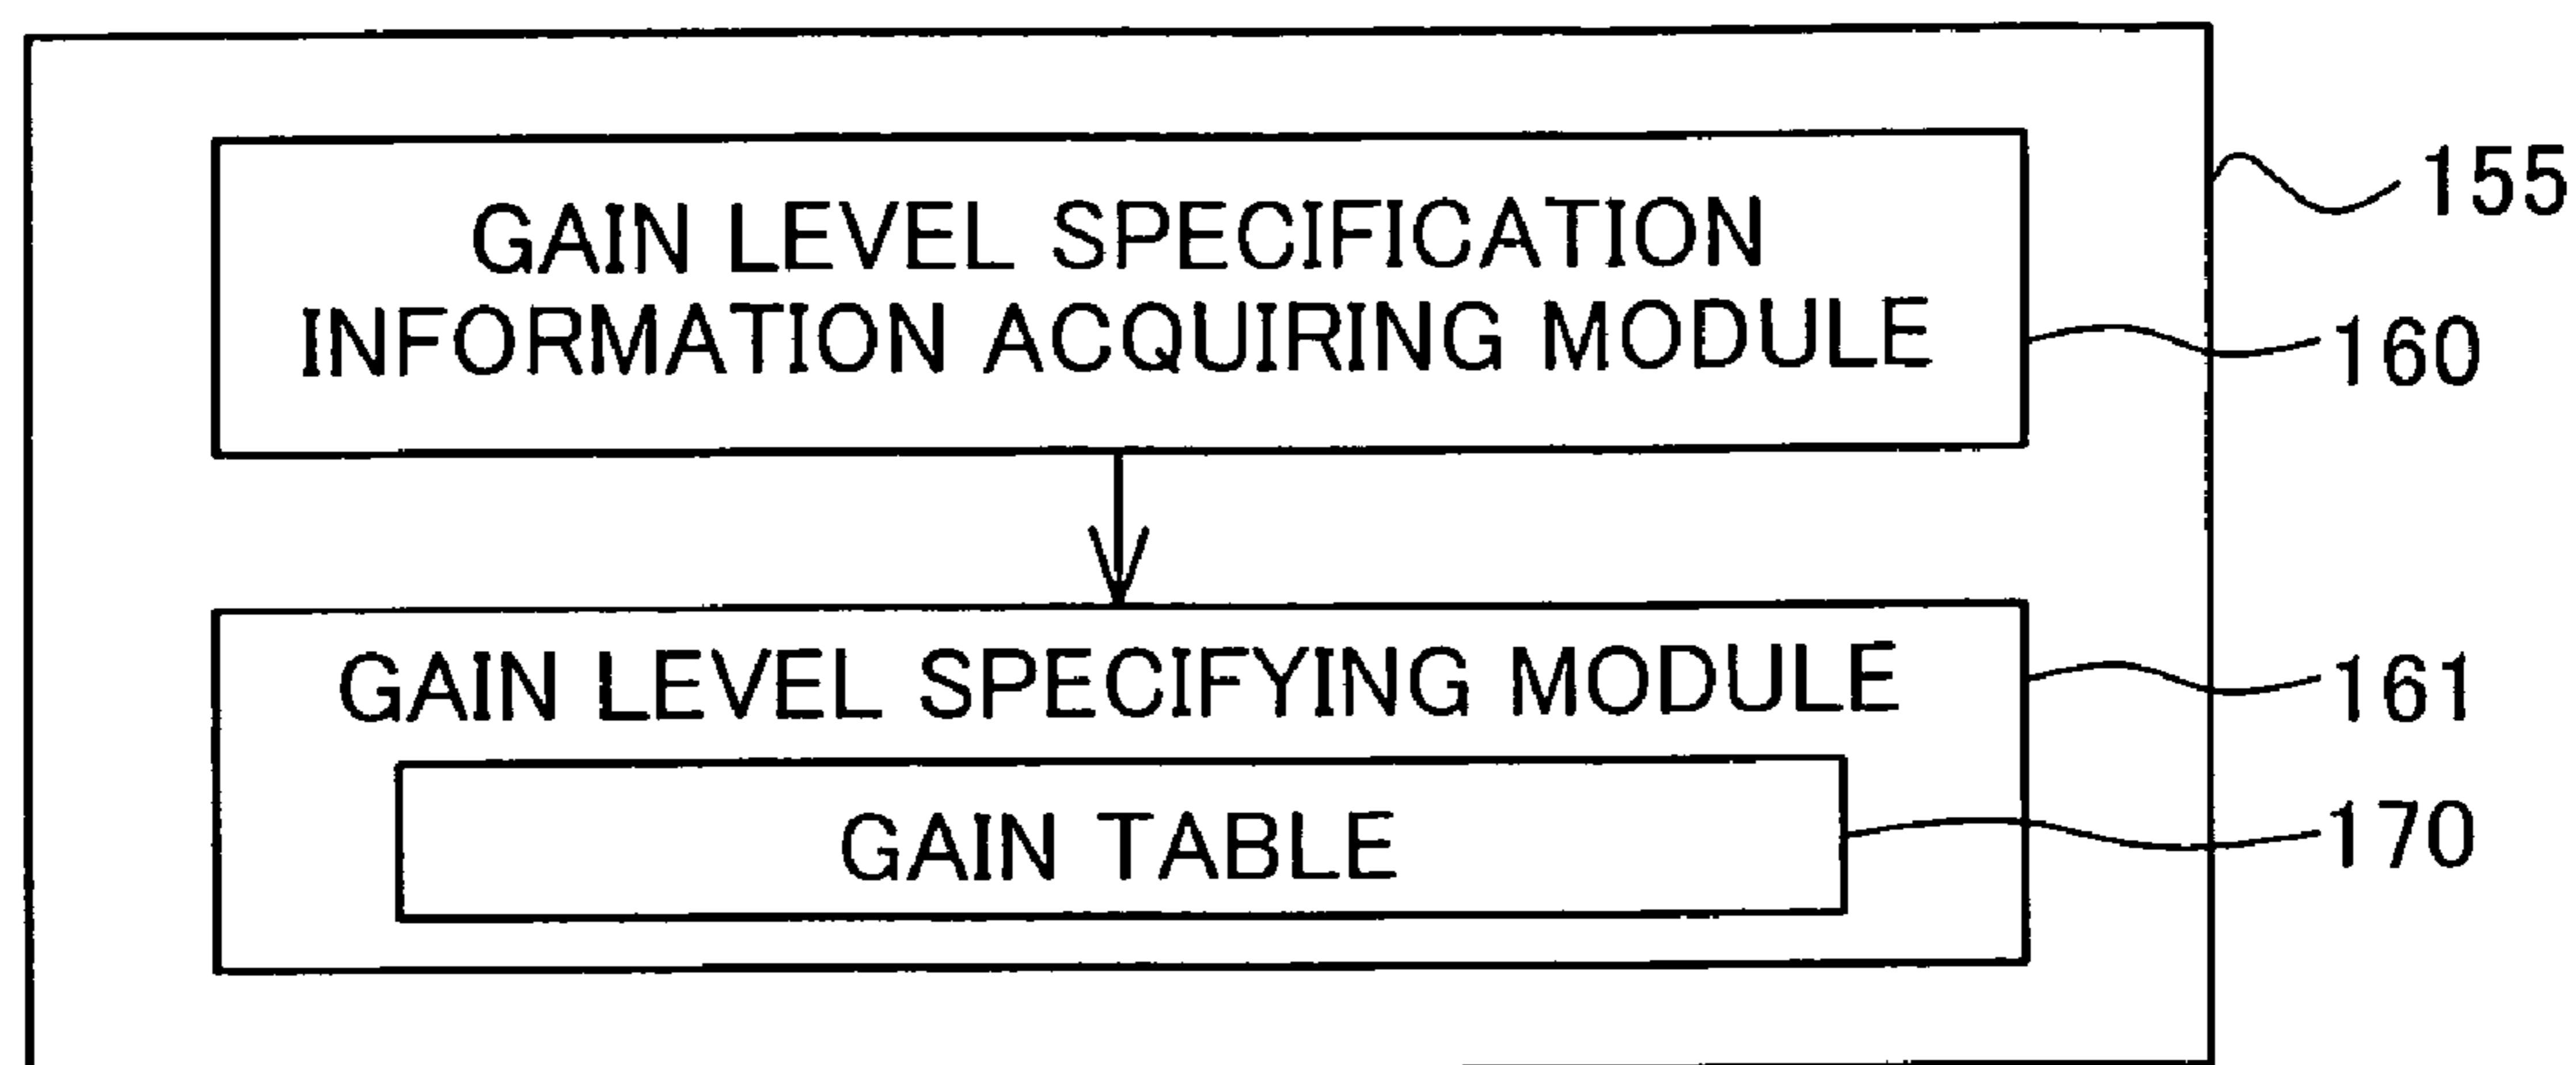 155
GAIN LEVEL SPECIFICATION
INFORMATION ACQUIRING MODULE
160
GAIN LEVEL SPECIFYING MODULE
161
GAIN TABLE
170